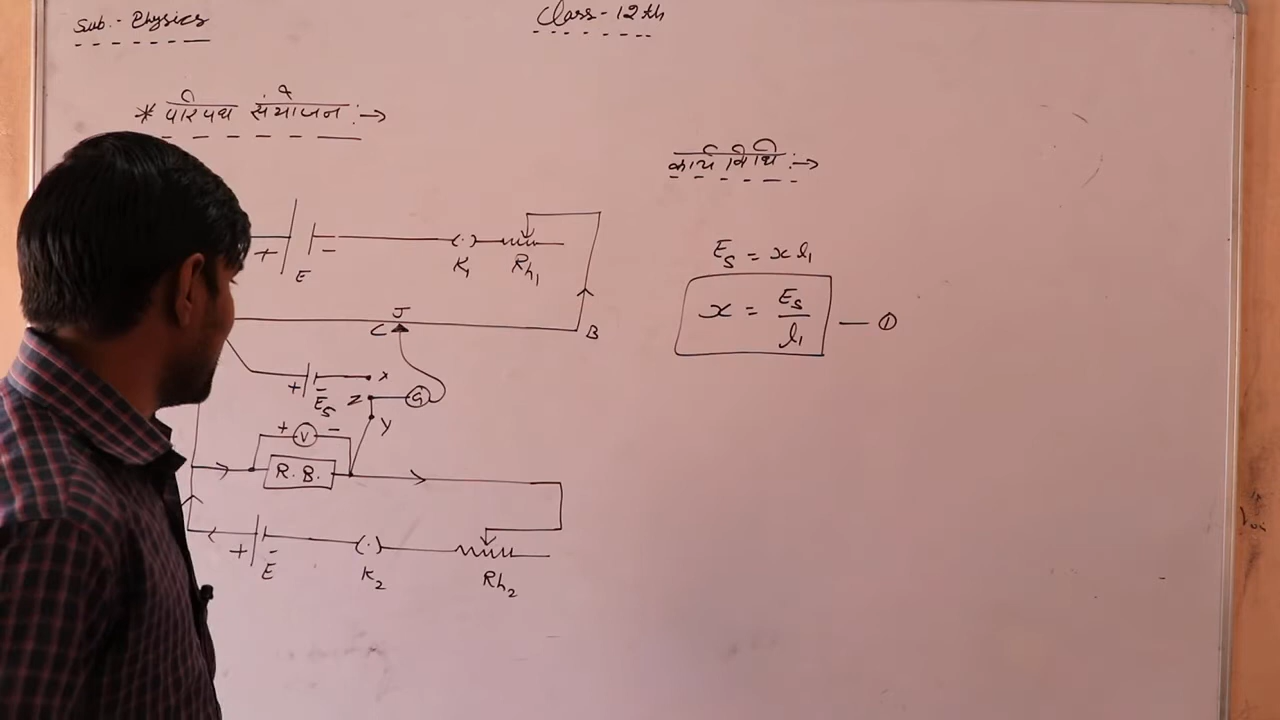 Sub.- Physics
Class - 12th
* परिपथ संयोजन :→
कार्य विधि :→
+ E -
K₁
Rh₁
J
C
B
+ - Es
X
Z
G
Y
+ V -
R.B.
+ - E
K₂
Rh₂
Es = x l₁
x = Es / l₁ — ①